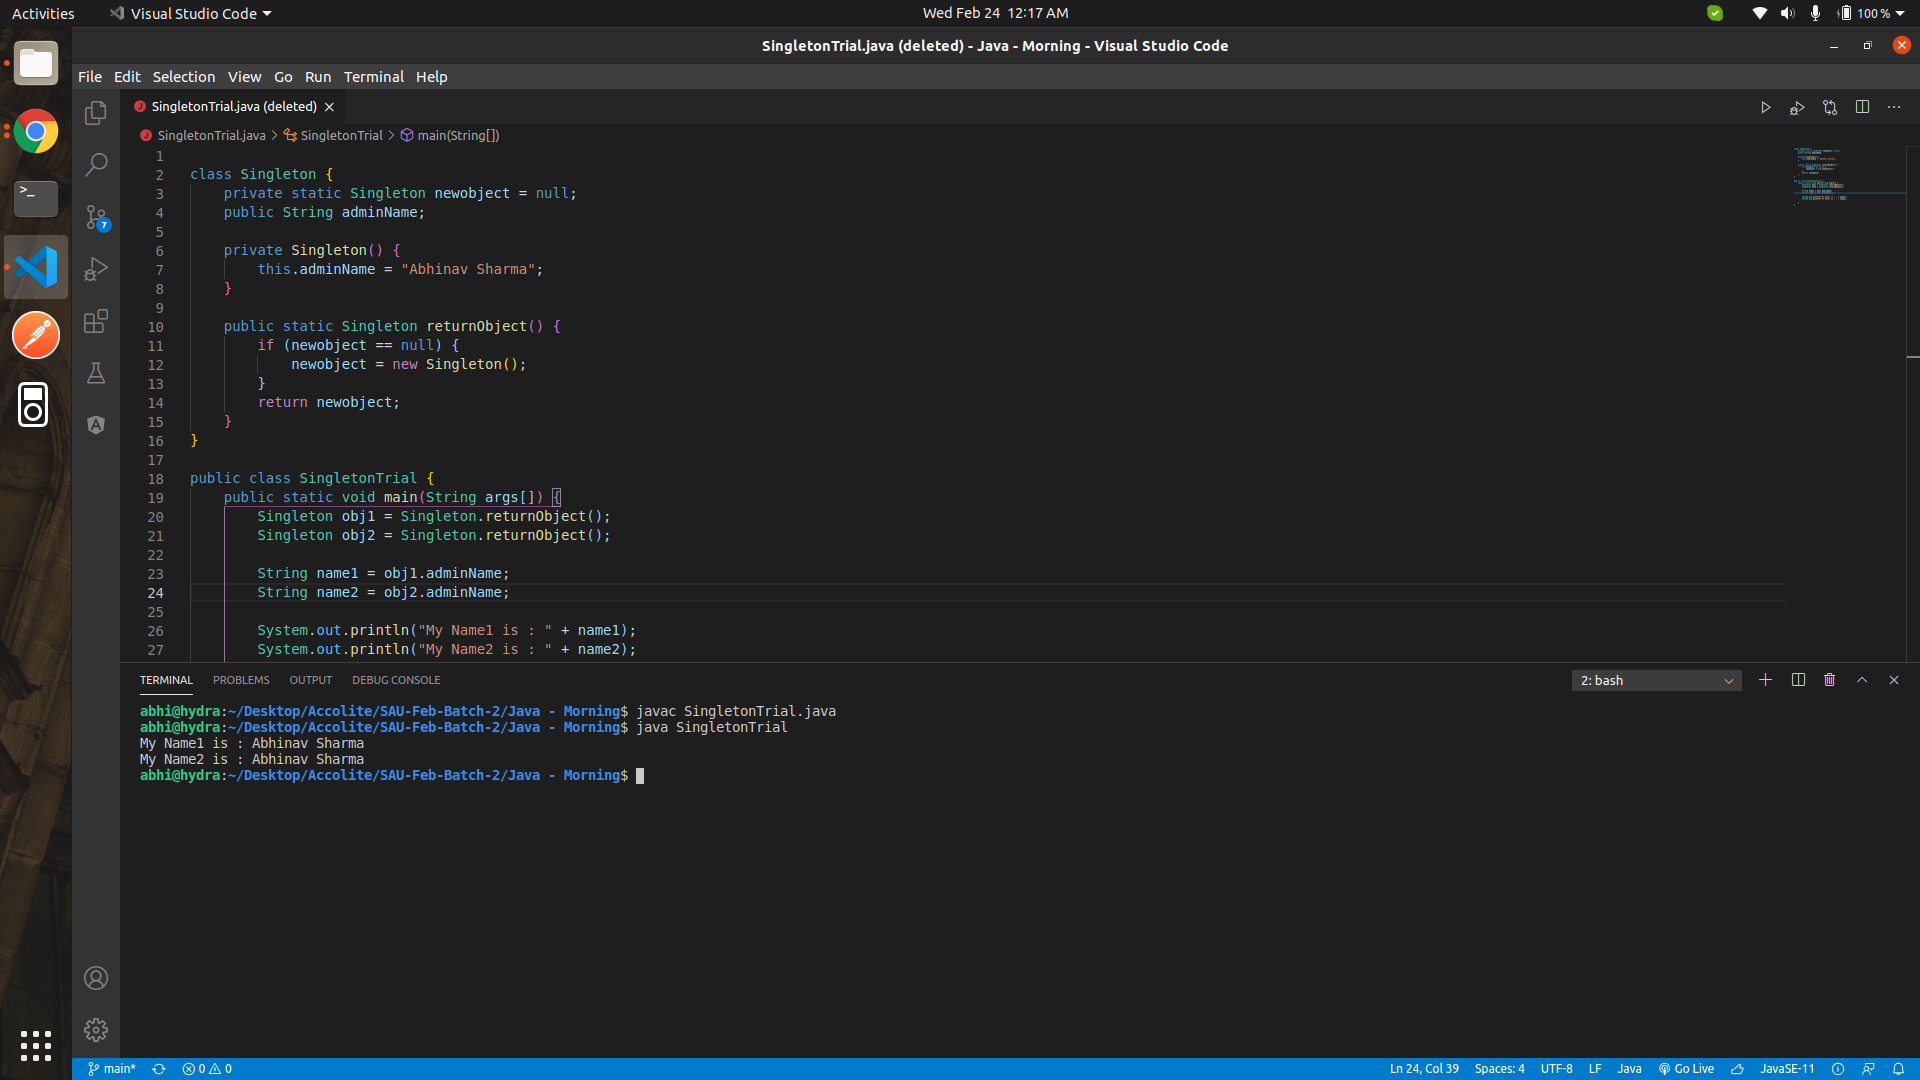 Activities
Visual Studio Code
Wed Feb 24 12:17 AM
100 %
SingletonTrial.java (deleted) - Java - Morning - Visual Studio Code
File Edit Selection View Go Run Terminal Help
SingletonTrial.java (deleted)
SingletonTrial.java > SingletonTrial > main(String[])
1
2 class Singleton {
3 private static Singleton newobject = null;
4 public String adminName;
5
6 private Singleton() {
7 this.adminName = "Abhinav Sharma";
8 }
9
10 public static Singleton returnObject() {
11 if (newobject == null) {
12 newobject = new Singleton();
13 }
14 return newobject;
15 }
16 }
17
18 public class SingletonTrial {
19 public static void main(String args[]) {
20 Singleton obj1 = Singleton.returnObject();
21 Singleton obj2 = Singleton.returnObject();
22
23 String name1 = obj1.adminName;
24 String name2 = obj2.adminName;
25
26 System.out.println("My Name1 is : " + name1);
27 System.out.println("My Name2 is : " + name2);
7
TERMINAL PROBLEMS OUTPUT DEBUG CONSOLE
2: bash
abhi@hydra:~/Desktop/Accolite/SAU-Feb-Batch-2/Java - Morning$ javac SingletonTrial.java
abhi@hydra:~/Desktop/Accolite/SAU-Feb-Batch-2/Java - Morning$ java SingletonTrial
My Name1 is : Abhinav Sharma
My Name2 is : Abhinav Sharma
abhi@hydra:~/Desktop/Accolite/SAU-Feb-Batch-2/Java - Morning$
main* 0 0
Ln 24, Col 39 Spaces: 4 UTF-8 LF Java Go Live JavaSE-11